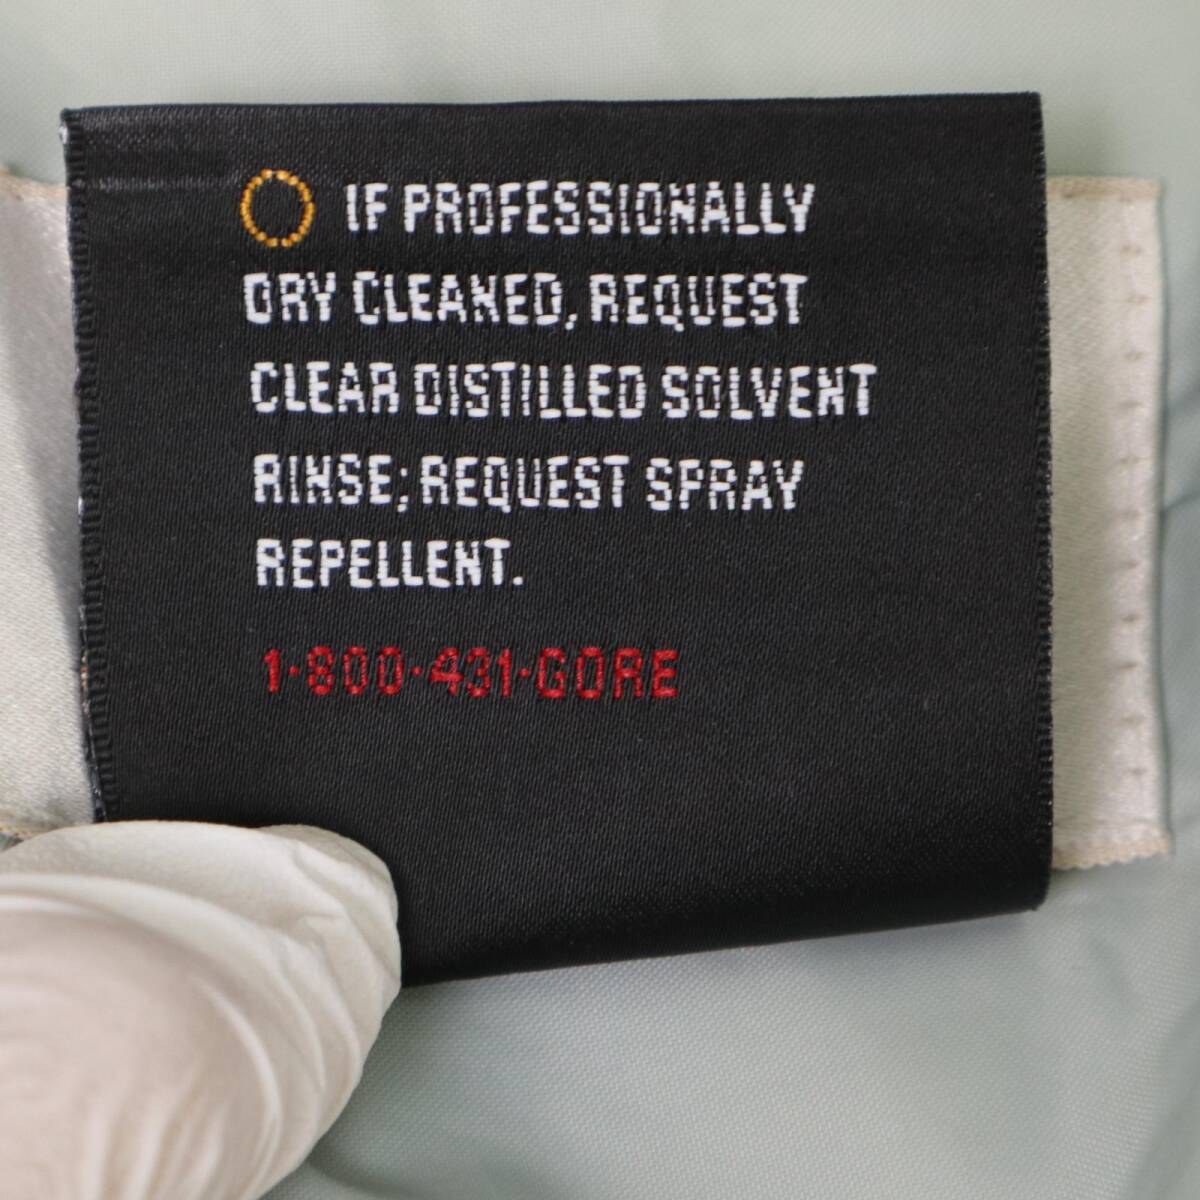 IF PROFESSIONALLY
DRY CLEANED, REQUEST
CLEAR DISTILLED SOLVENT
RINSE; REQUEST SPRAY
REPELLENT.
1·800·431·GORE